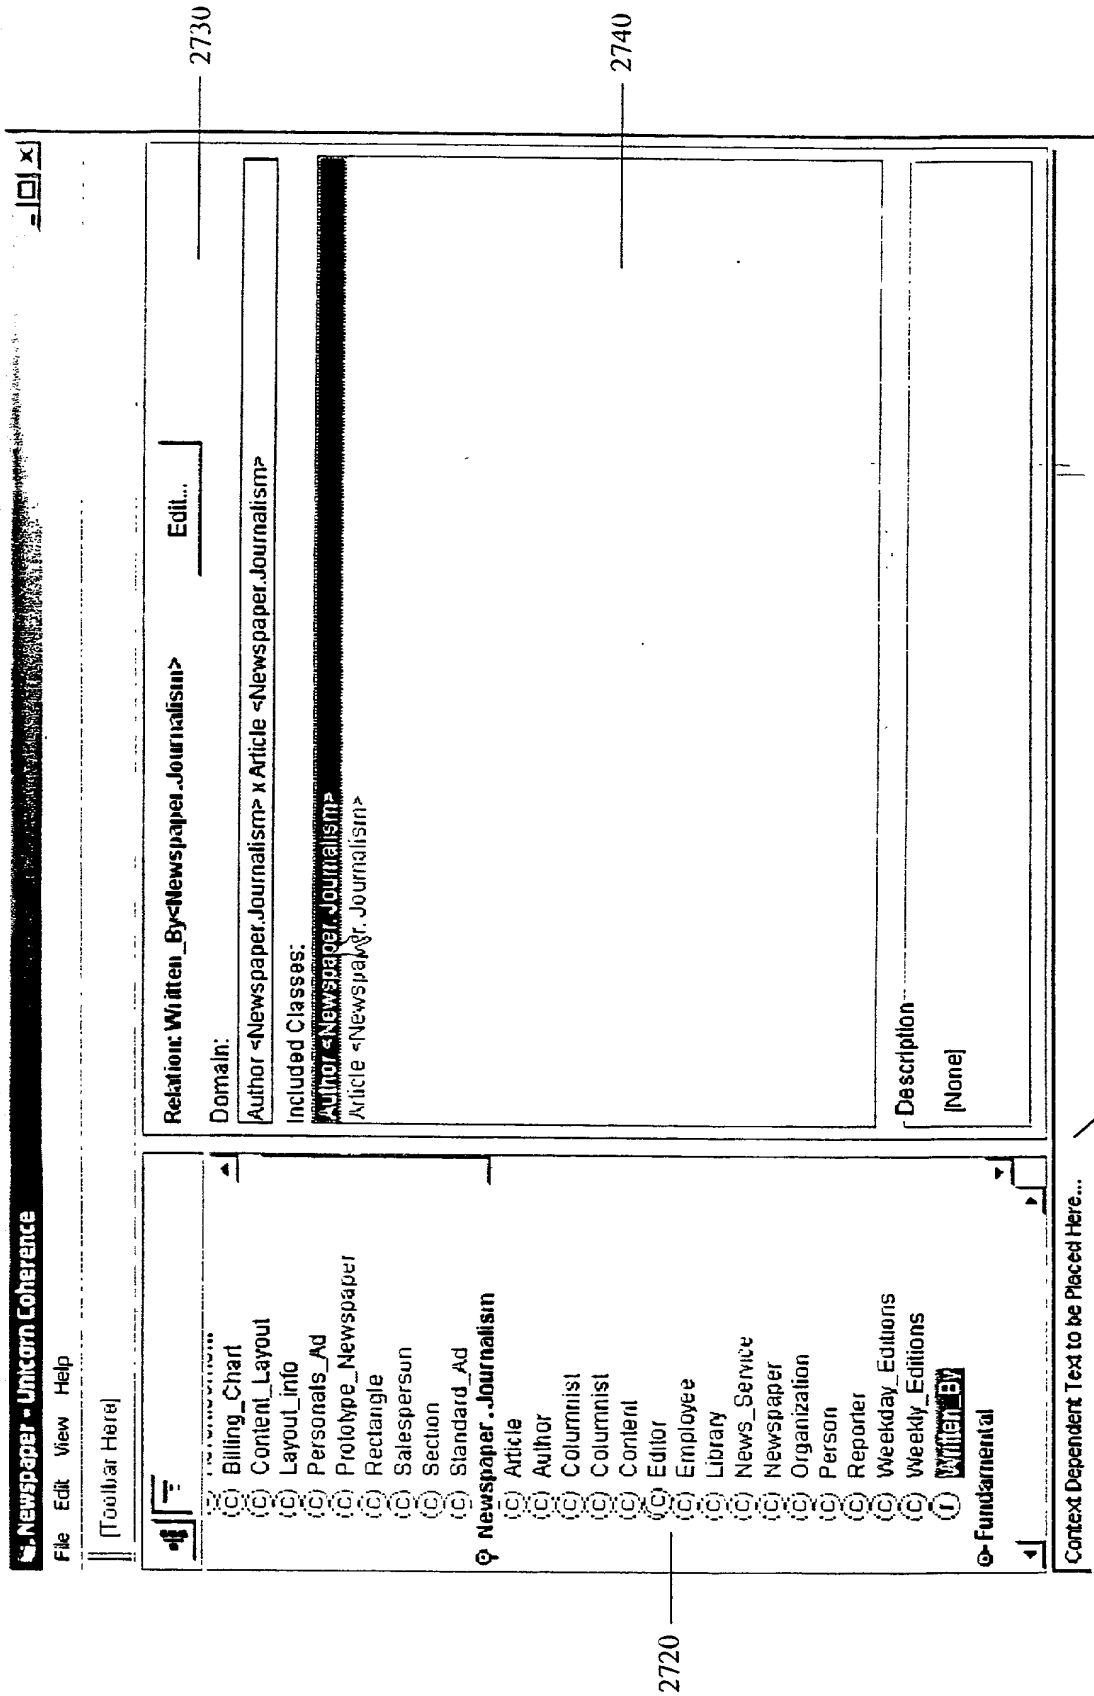 Newspaper - Unicorn Coherence
File Edit View Help
[Toolbar Here]
Billing_Chart
Content_Layout
Layout_info
Personals_Ad
Prototype_Newspaper
Rectangle
Salesperson
Section
Standard_Ad
Newspaper.Journalism
(C) Article
(C) Author
(C) Columnist
(C) Columnist
(C) Content
(C) Editor
(C) Employee
(C) Library
(C) News_Service
(C) Newspaper
(C) Organization
(C) Person
(C) Reporter
(C) Weekday_Editions
(C) Weekly_Editions
(r) Written_By
Fundamental
Relation: Written_By<Newspaper.Journalism>
Edit...
Domain:
Author <Newspaper.Journalism> x Article <Newspaper.Journalism>
Included Classes:
Author <Newspaper.Journalism>
Article <Newspaper.Journalism>
Description
[None]
Context Dependent Text to be Placed Here...
2720
2730
2740